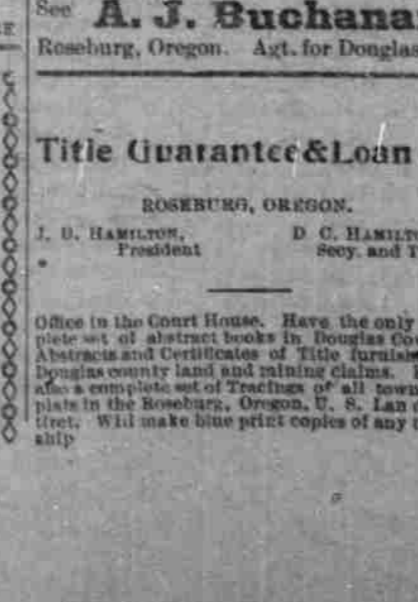 See A. J. Buchana
Roseburg, Oregon. Agt. for Douglas
Title Guarantee & Loan
ROSEBURG, OREGON.
J. D. HAMILTON, D. C. HAMILTO
President Secy. and T
Office in the Court House. Have the only
plete set of abstract books in Douglas Cou
Abstracts and Certificates of Title furnish
Douglas county land and mining claims.
also a complete set of Tracings of all town
plats in the Roseburg, Oregon, U. S. Lan
tiret. Will make blue print copies of any
ship